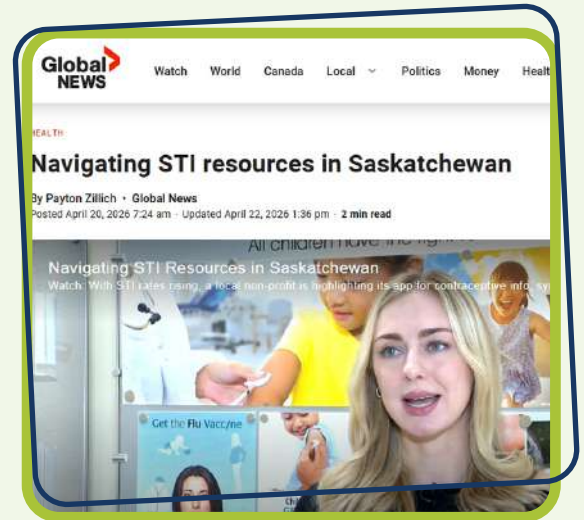 Global
NEWS
Watch World Canada Local Politics Money Healt
HEALTH
Navigating STI resources in Saskatchewan
By Payton Zillich • Global News
Posted April 20, 2026 7:24 am · Updated April 22, 2026 1:36 pm · 2 min read
All children have the
Navigating STI Resources in Saskatchewan
Watch: With STI rates rising, a local non-profit is highlighting its app for contraceptive info, sy
Get the Flu Vaccine